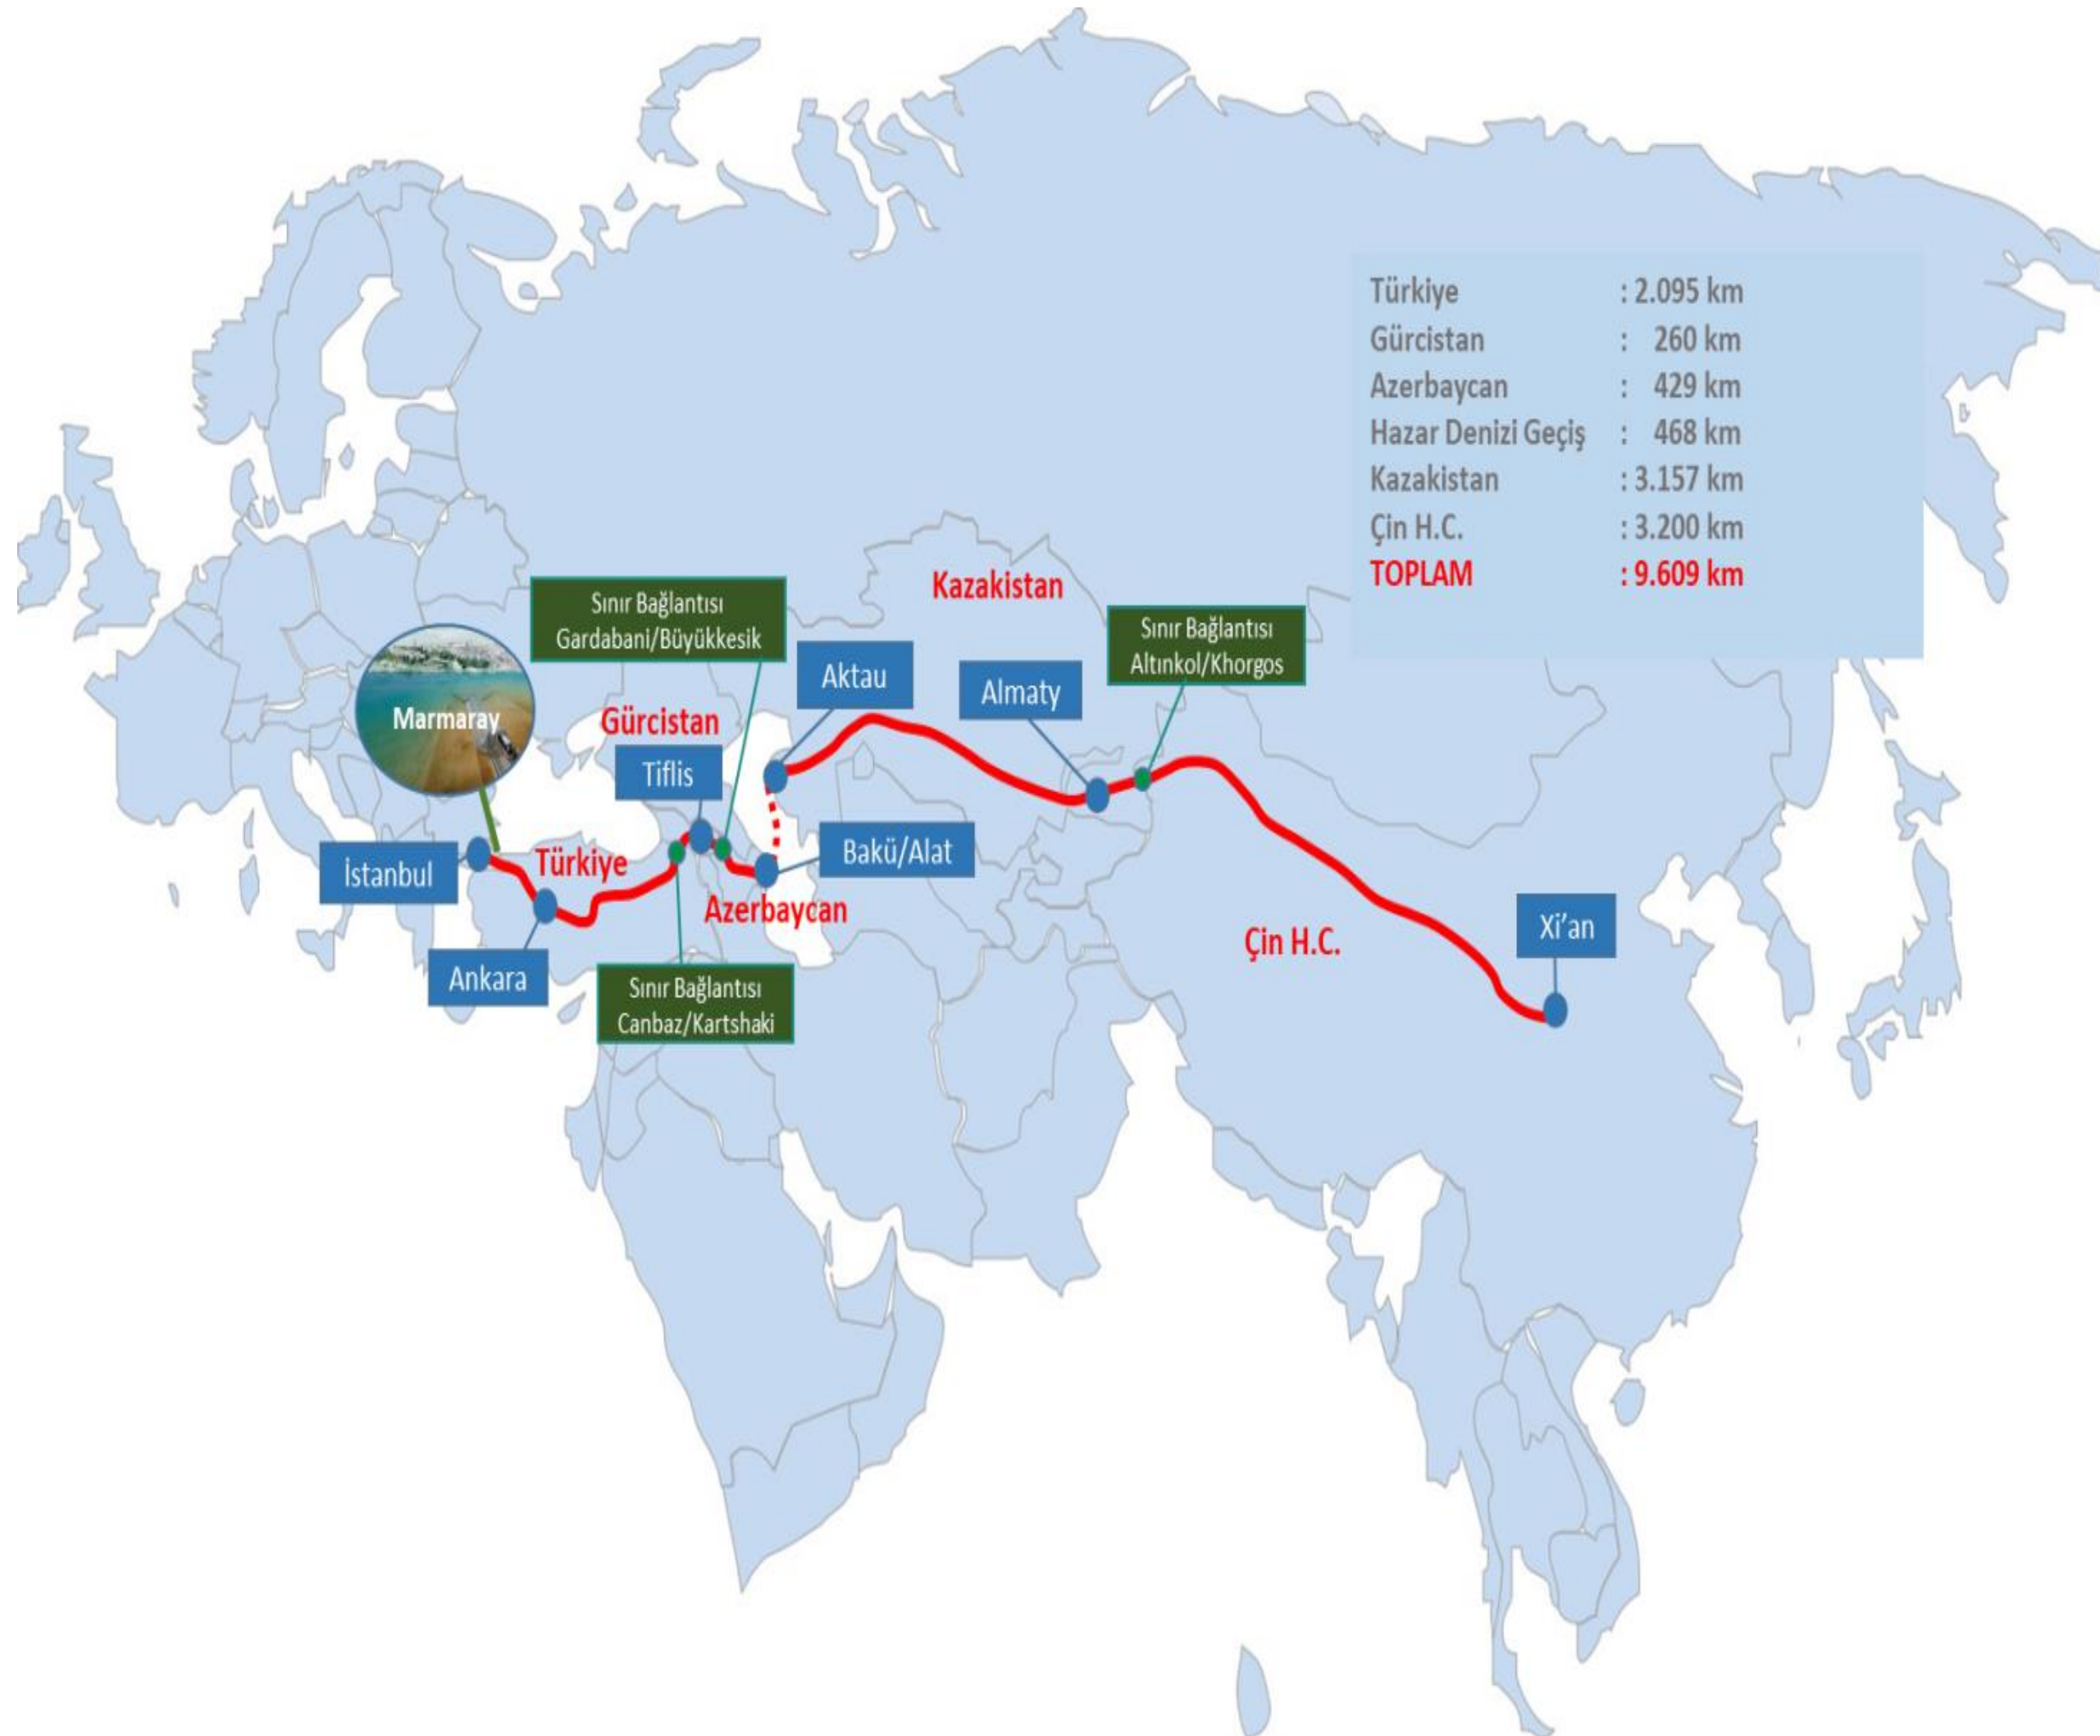 Türkiye : 2.095 km
Gürcistan : 260 km
Azerbaycan : 429 km
Hazar Denizi Geçiş : 468 km
Kazakistan : 3.157 km
Çin H.C. : 3.200 km
TOPLAM : 9.609 km
Kazakistan
Sınır Bağlantısı
Gardabani/Büyükkesik
Sınır Bağlantısı
Altınkol/Khorgos
Aktau
Almaty
Marmaray
Gürcistan
Tiflis
Bakü/Alat
İstanbul
Türkiye
Azerbaycan
Xi'an
Çin H.C.
Ankara
Sınır Bağlantısı
Canbaz/Kartshaki